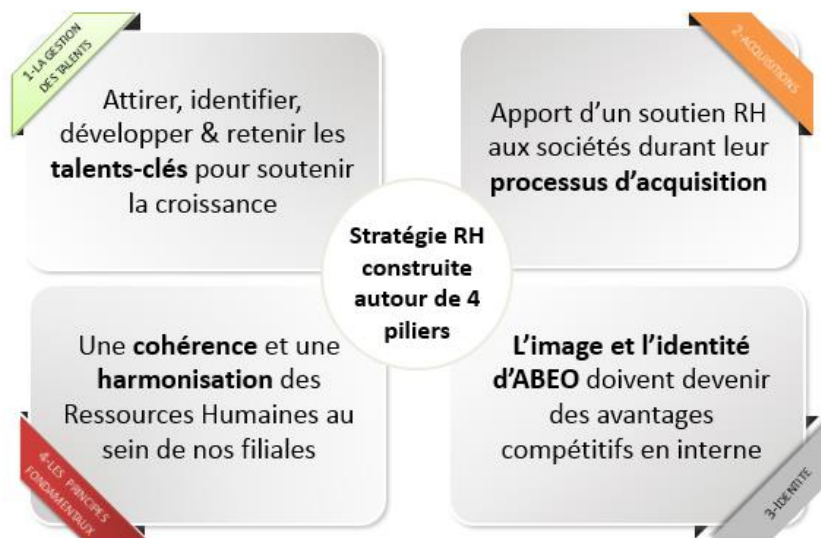 1-LA GESTION
DES TALENTS
Attirer, identifier,
développer & retenir les
talents-clés pour soutenir
la croissance
2-ACQUISITIONS
Apport d'un soutien RH
aux sociétés durant leur
processus d'acquisition
Stratégie RH
construite
autour de 4
piliers
Une cohérence et une
harmonisation des
Ressources Humaines au
sein de nos filiales
4-LES PRINCIPES
FONDAMENTAUX
L'image et l'identité
d'ABEO doivent devenir
des avantages
compétitifs en interne
3-IDENTITE